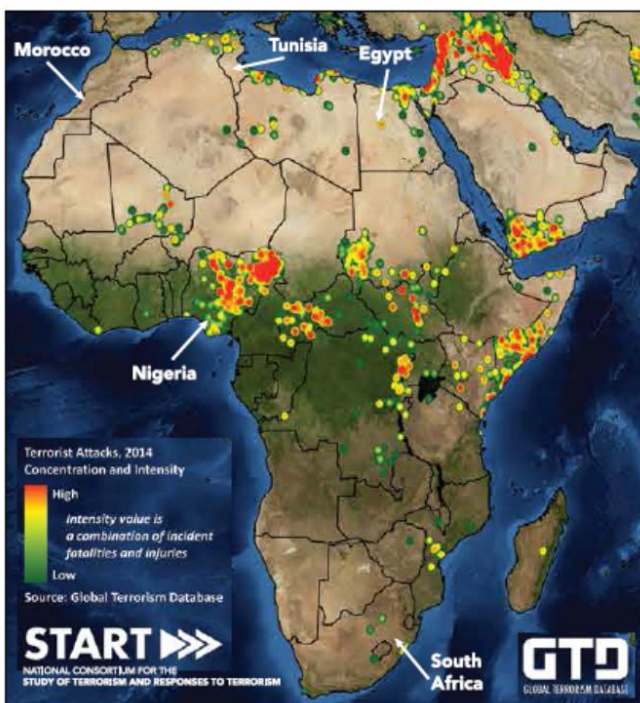 Morocco
Tunisia
Egypt
Nigeria
Terrorist Attacks, 2014
Concentration and Intensity
High
Intensity value is
a combination of incident
fatalities and injuries
Low
Source: Global Terrorism Database
START
NATIONAL CONSORTIUM FOR THE
STUDY OF TERRORISM AND RESPONSES TO TERRORISM
South
Africa
GTD
GLOBAL TERRORISM DATABASE